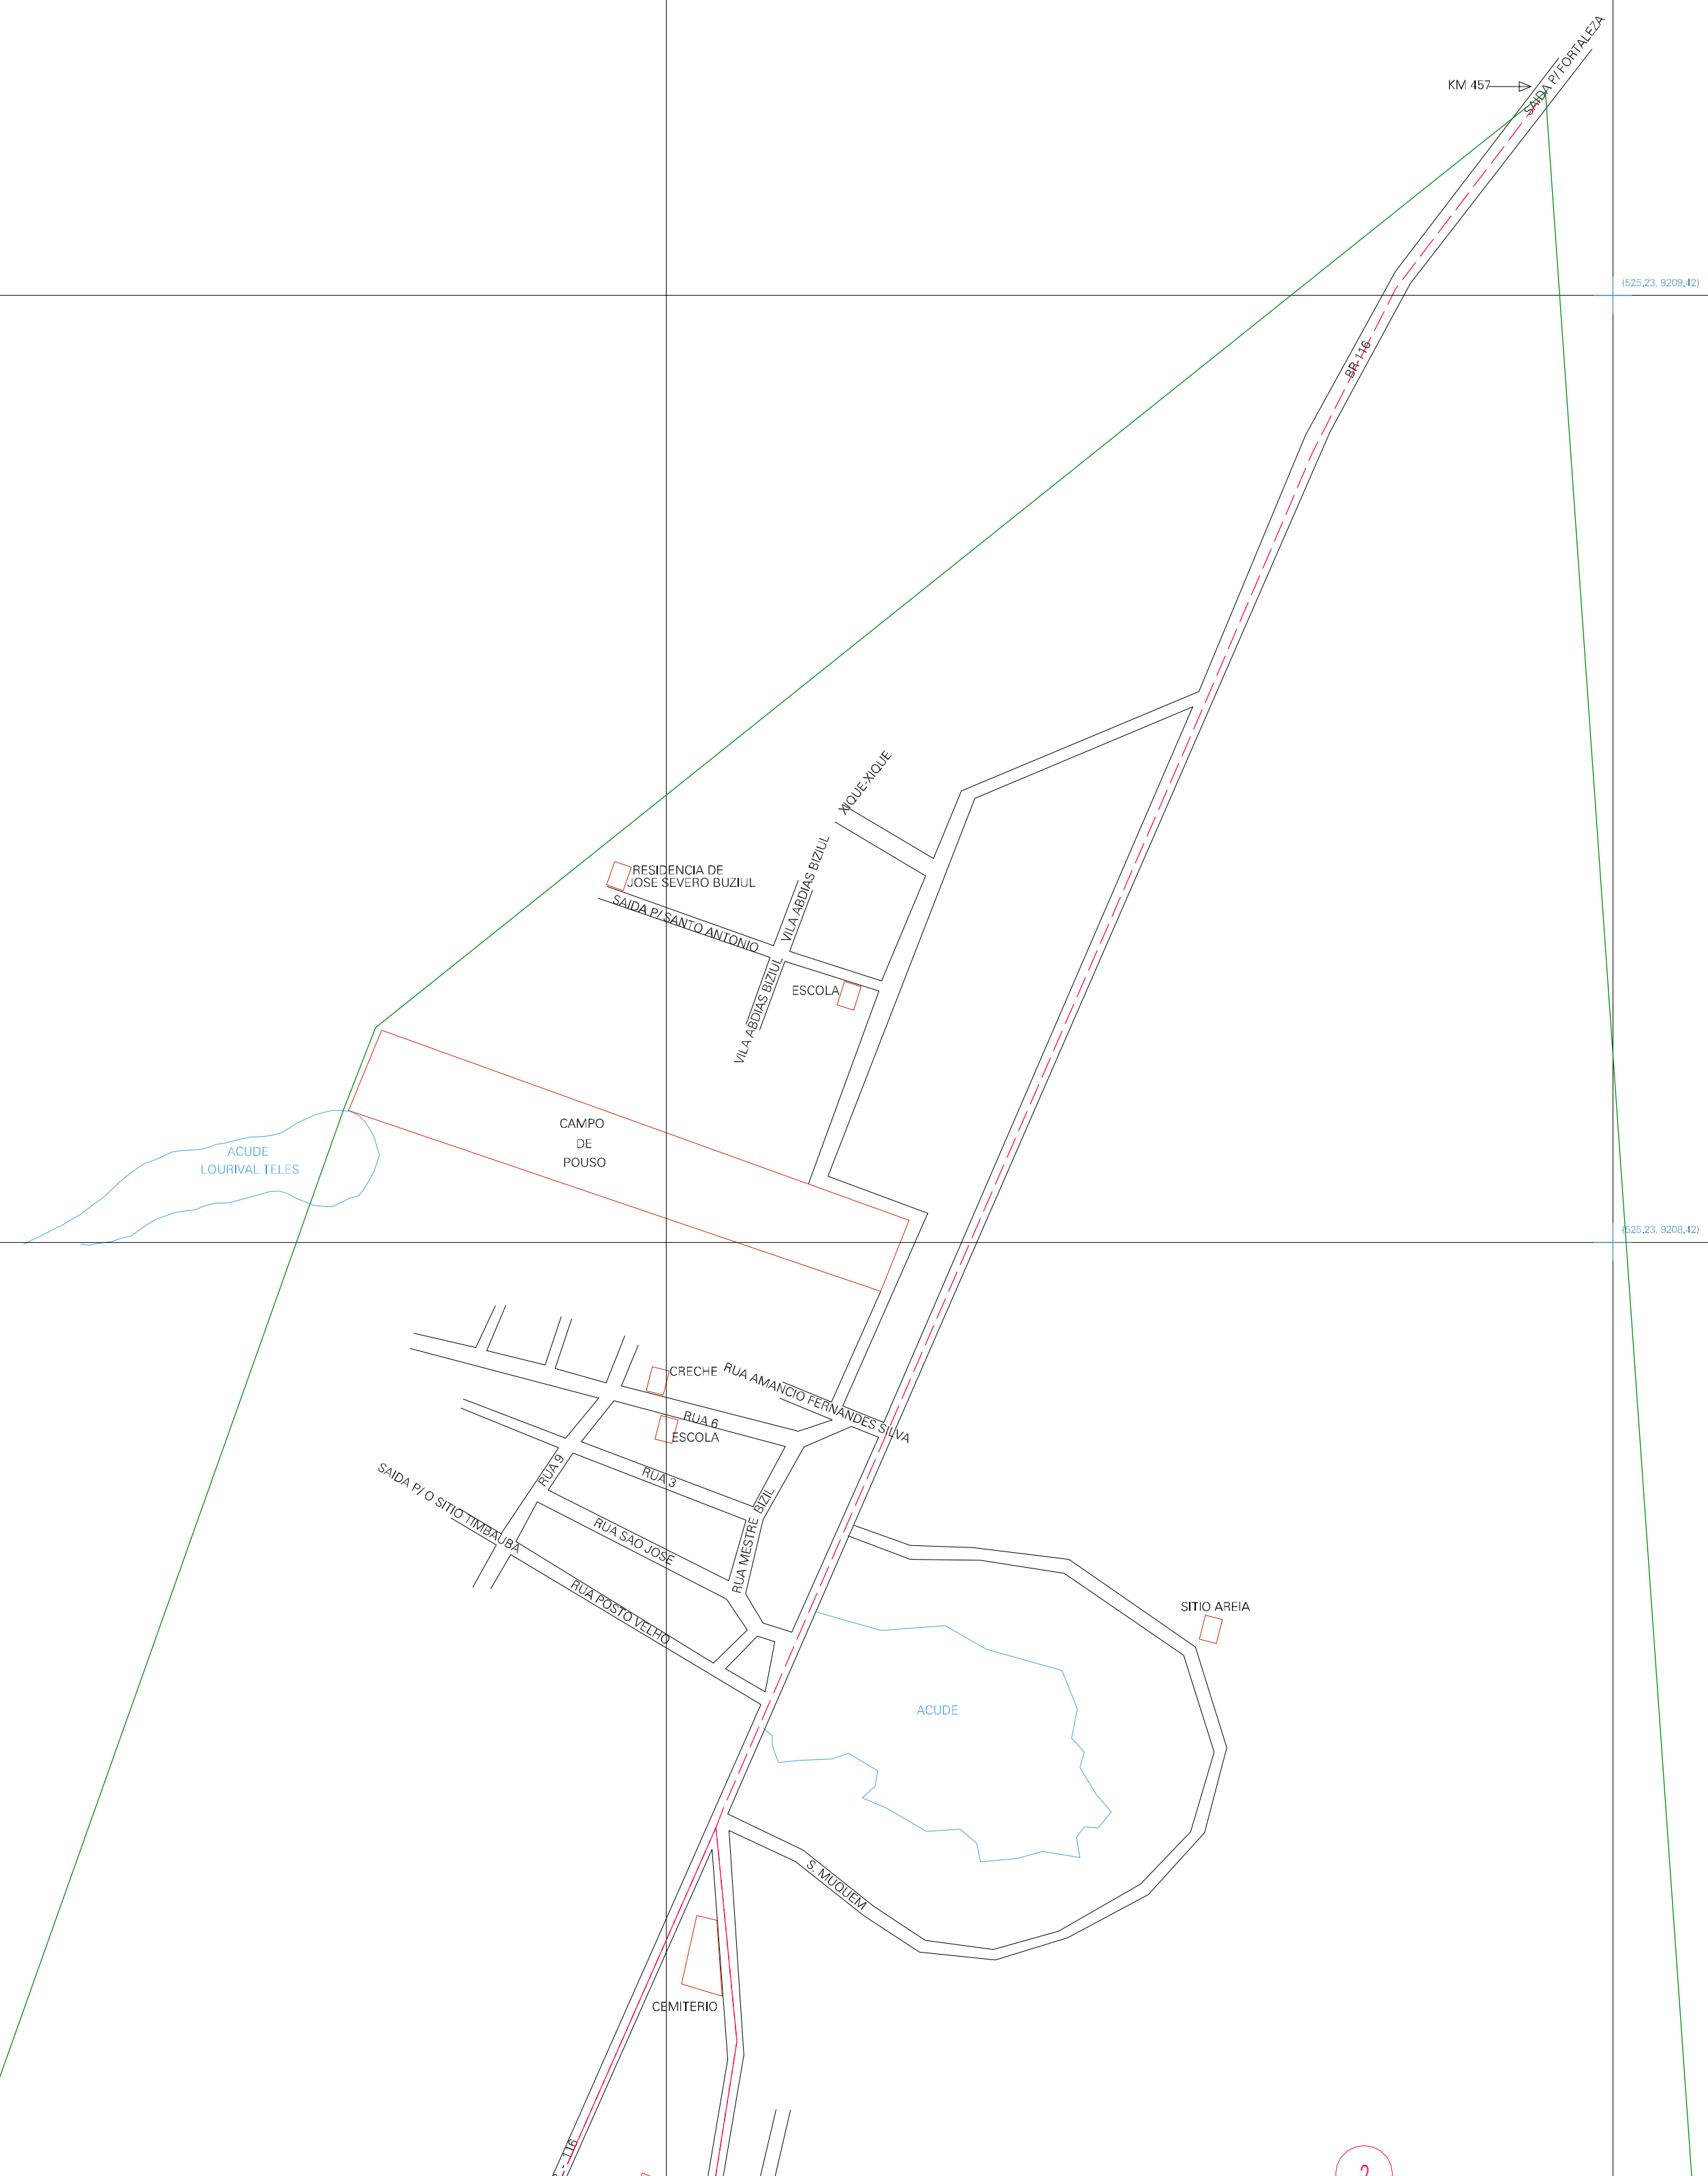 SAIDA P/ FORTALEZA
KM 457
(525.23, 9209.42)
BR-116
XIQUE-XIQUE
VILA ABDIAS BIZIUL
RESIDENCIA DE
JOSE SEVERO BUZIUL
SAIDA P/ SANTO ANTONIO
ESCOLA
VILA ABDIAS BIZIUL
CAMPO
DE
POUSO
ACUDE
LOURIVAL TELES
(525.23, 9208.42)
CRECHE
RUA AMANCIO FERNANDES SILVA
RUA 6
ESCOLA
RUA 9
RUA 3
SAIDA P/ O SITIO TIMBAUBA
RUA MESTRE BIZIL
RUA SAO JOSE
RUA POSTO VELHO
SITIO AREIA
ACUDE
S. MUQUEM
CEMITERIO
- 116
2